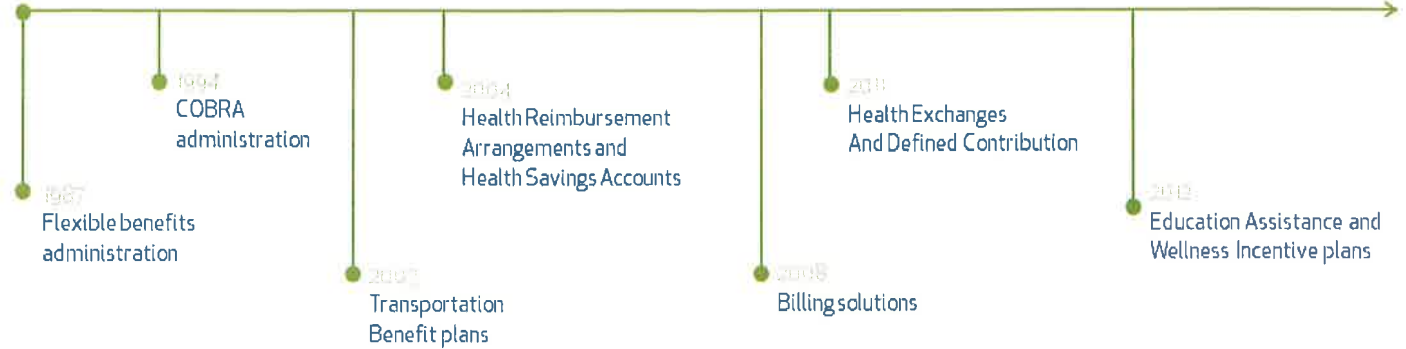 1994
COBRA
administration
2004
Health Reimbursement
Arrangements and
Health Savings Accounts
2011
Health Exchanges
And Defined Contribution
1987
Flexible benefits
administration
Education Assistance and
Wellness Incentive plans
Transportation
Benefit plans
2008
Billing solutions